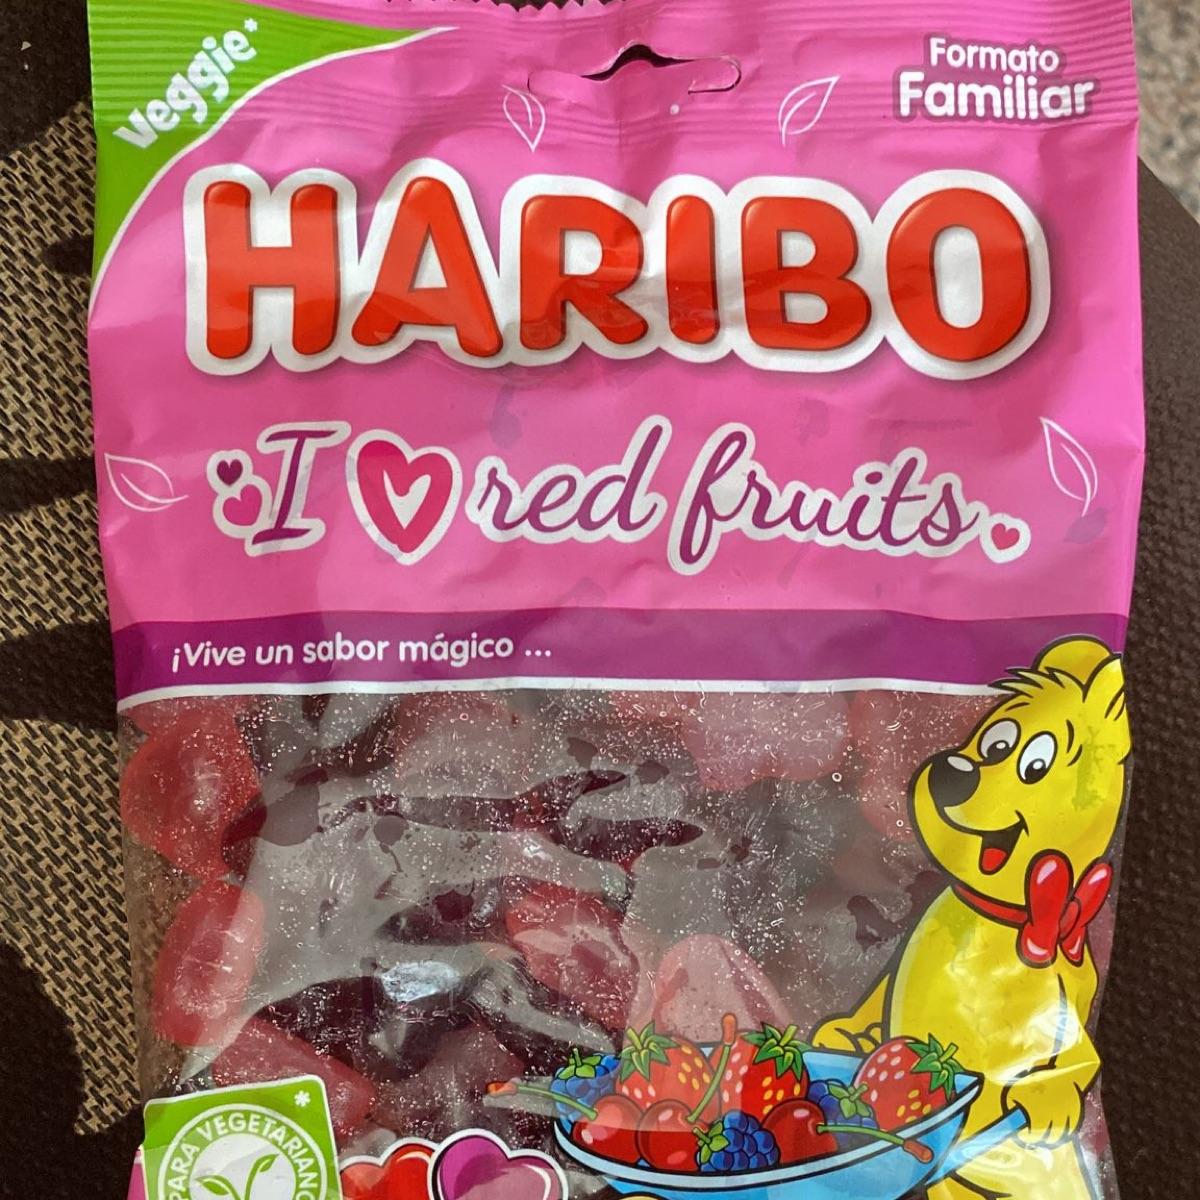 Veggie*
Formato
Familiar
HARIBO
I ♥ red fruits
¡Vive un sabor mágico ...
PARA VEGETARIANO
*